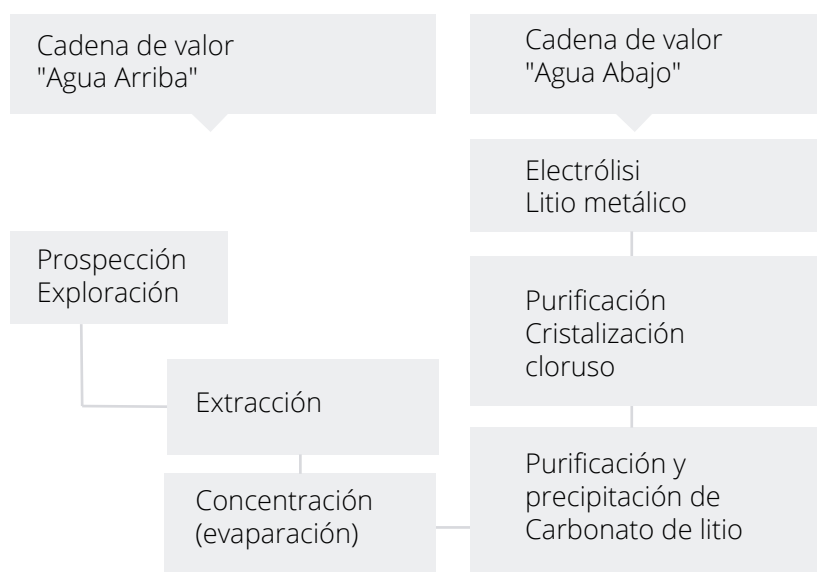 Cadena de valor
"Agua Arriba"
Cadena de valor
"Agua Abajo"
Electrólisi
Litio metálico
Prospección
Exploración
Purificación
Cristalización
cloruso
Extracción
Concentración
(evaparación)
Purificación y
precipitación de
Carbonato de litio